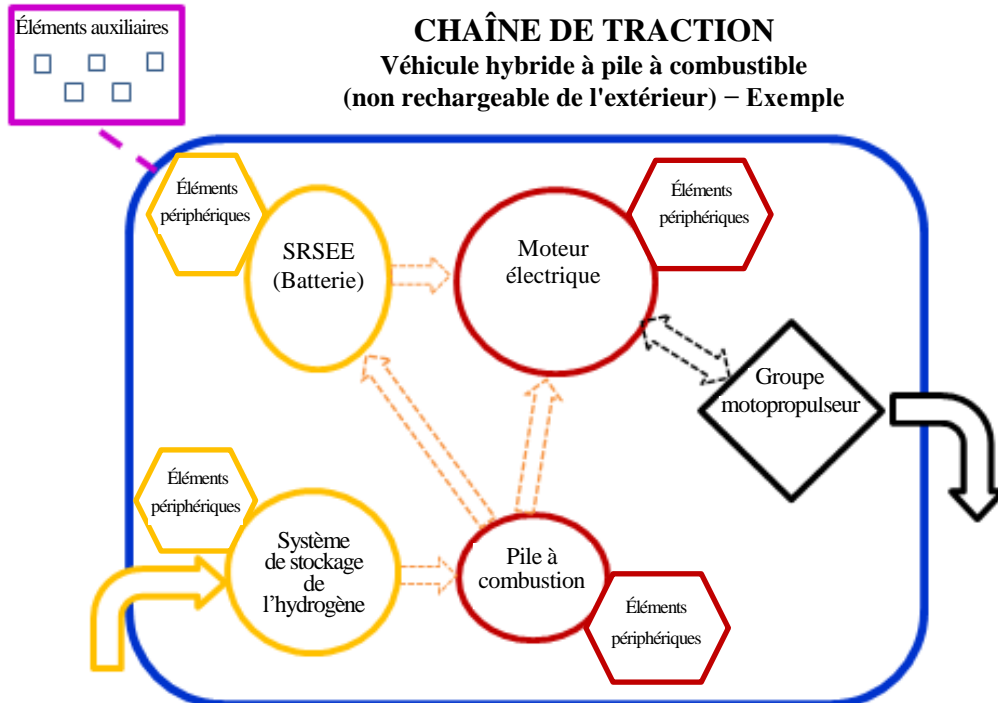 Éléments auxiliaires
CHAÎNE DE TRACTION
Véhicule hybride à pile à combustible
(non rechargeable de l'extérieur) – Exemple
Éléments
périphériques
SRSEE
(Batterie)
Moteur
électrique
Éléments
périphériques
Groupe
motopropulseur
Éléments
périphériques
Système
de stockage
de
l’hydrogène
Pile à
combustion
Éléments
périphériques